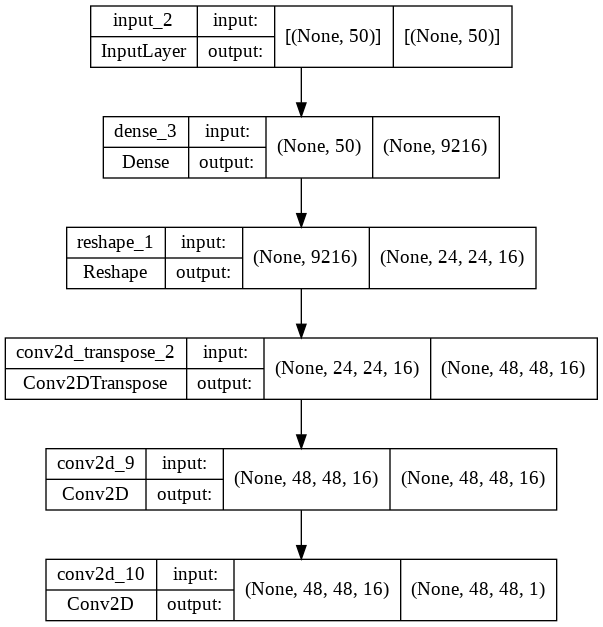 input_2 input: [(None, 50)] [(None, 50)]
InputLayer output:
dense_3 input: (None, 50) (None, 9216)
Dense output:
reshape_1 input: (None, 9216) (None, 24, 24, 16)
Reshape output:
conv2d_transpose_2 input: (None, 24, 24, 16) (None, 48, 48, 16)
Conv2DTranspose output:
conv2d_9 input: (None, 48, 48, 16) (None, 48, 48, 16)
Conv2D output:
conv2d_10 input: (None, 48, 48, 16) (None, 48, 48, 1)
Conv2D output: